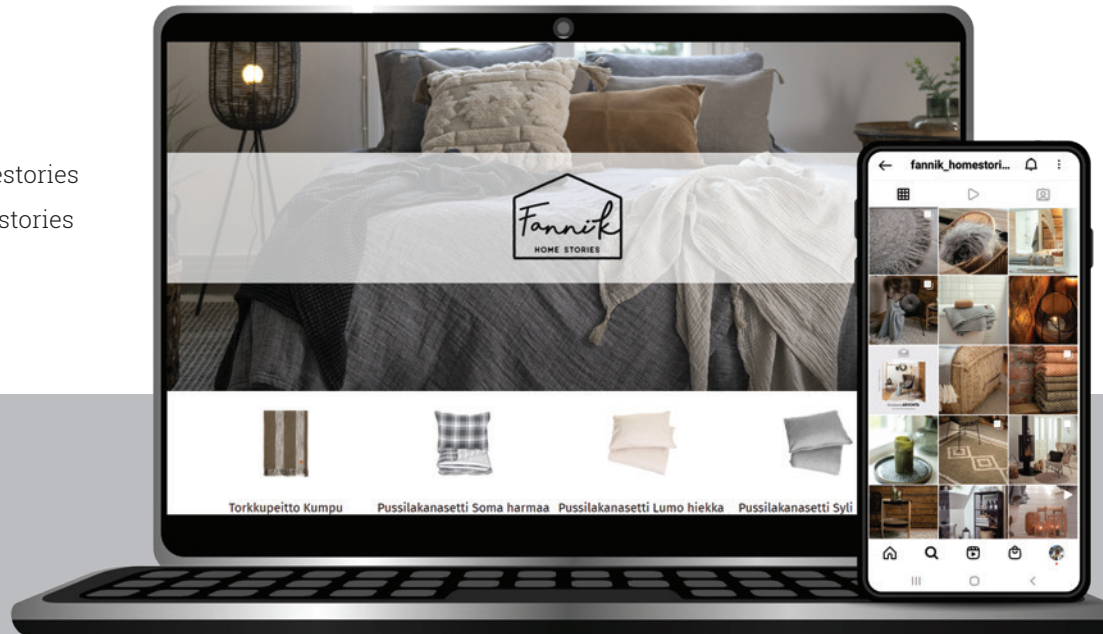 estories
stories
Fannik
HOME STORIES
Torkkupeitto Kumpu
Pussilakanasetti Soma harmaa
Pussilakanasetti Lumo hiekka
Pussilakanasetti Syli
fannik_homestori...